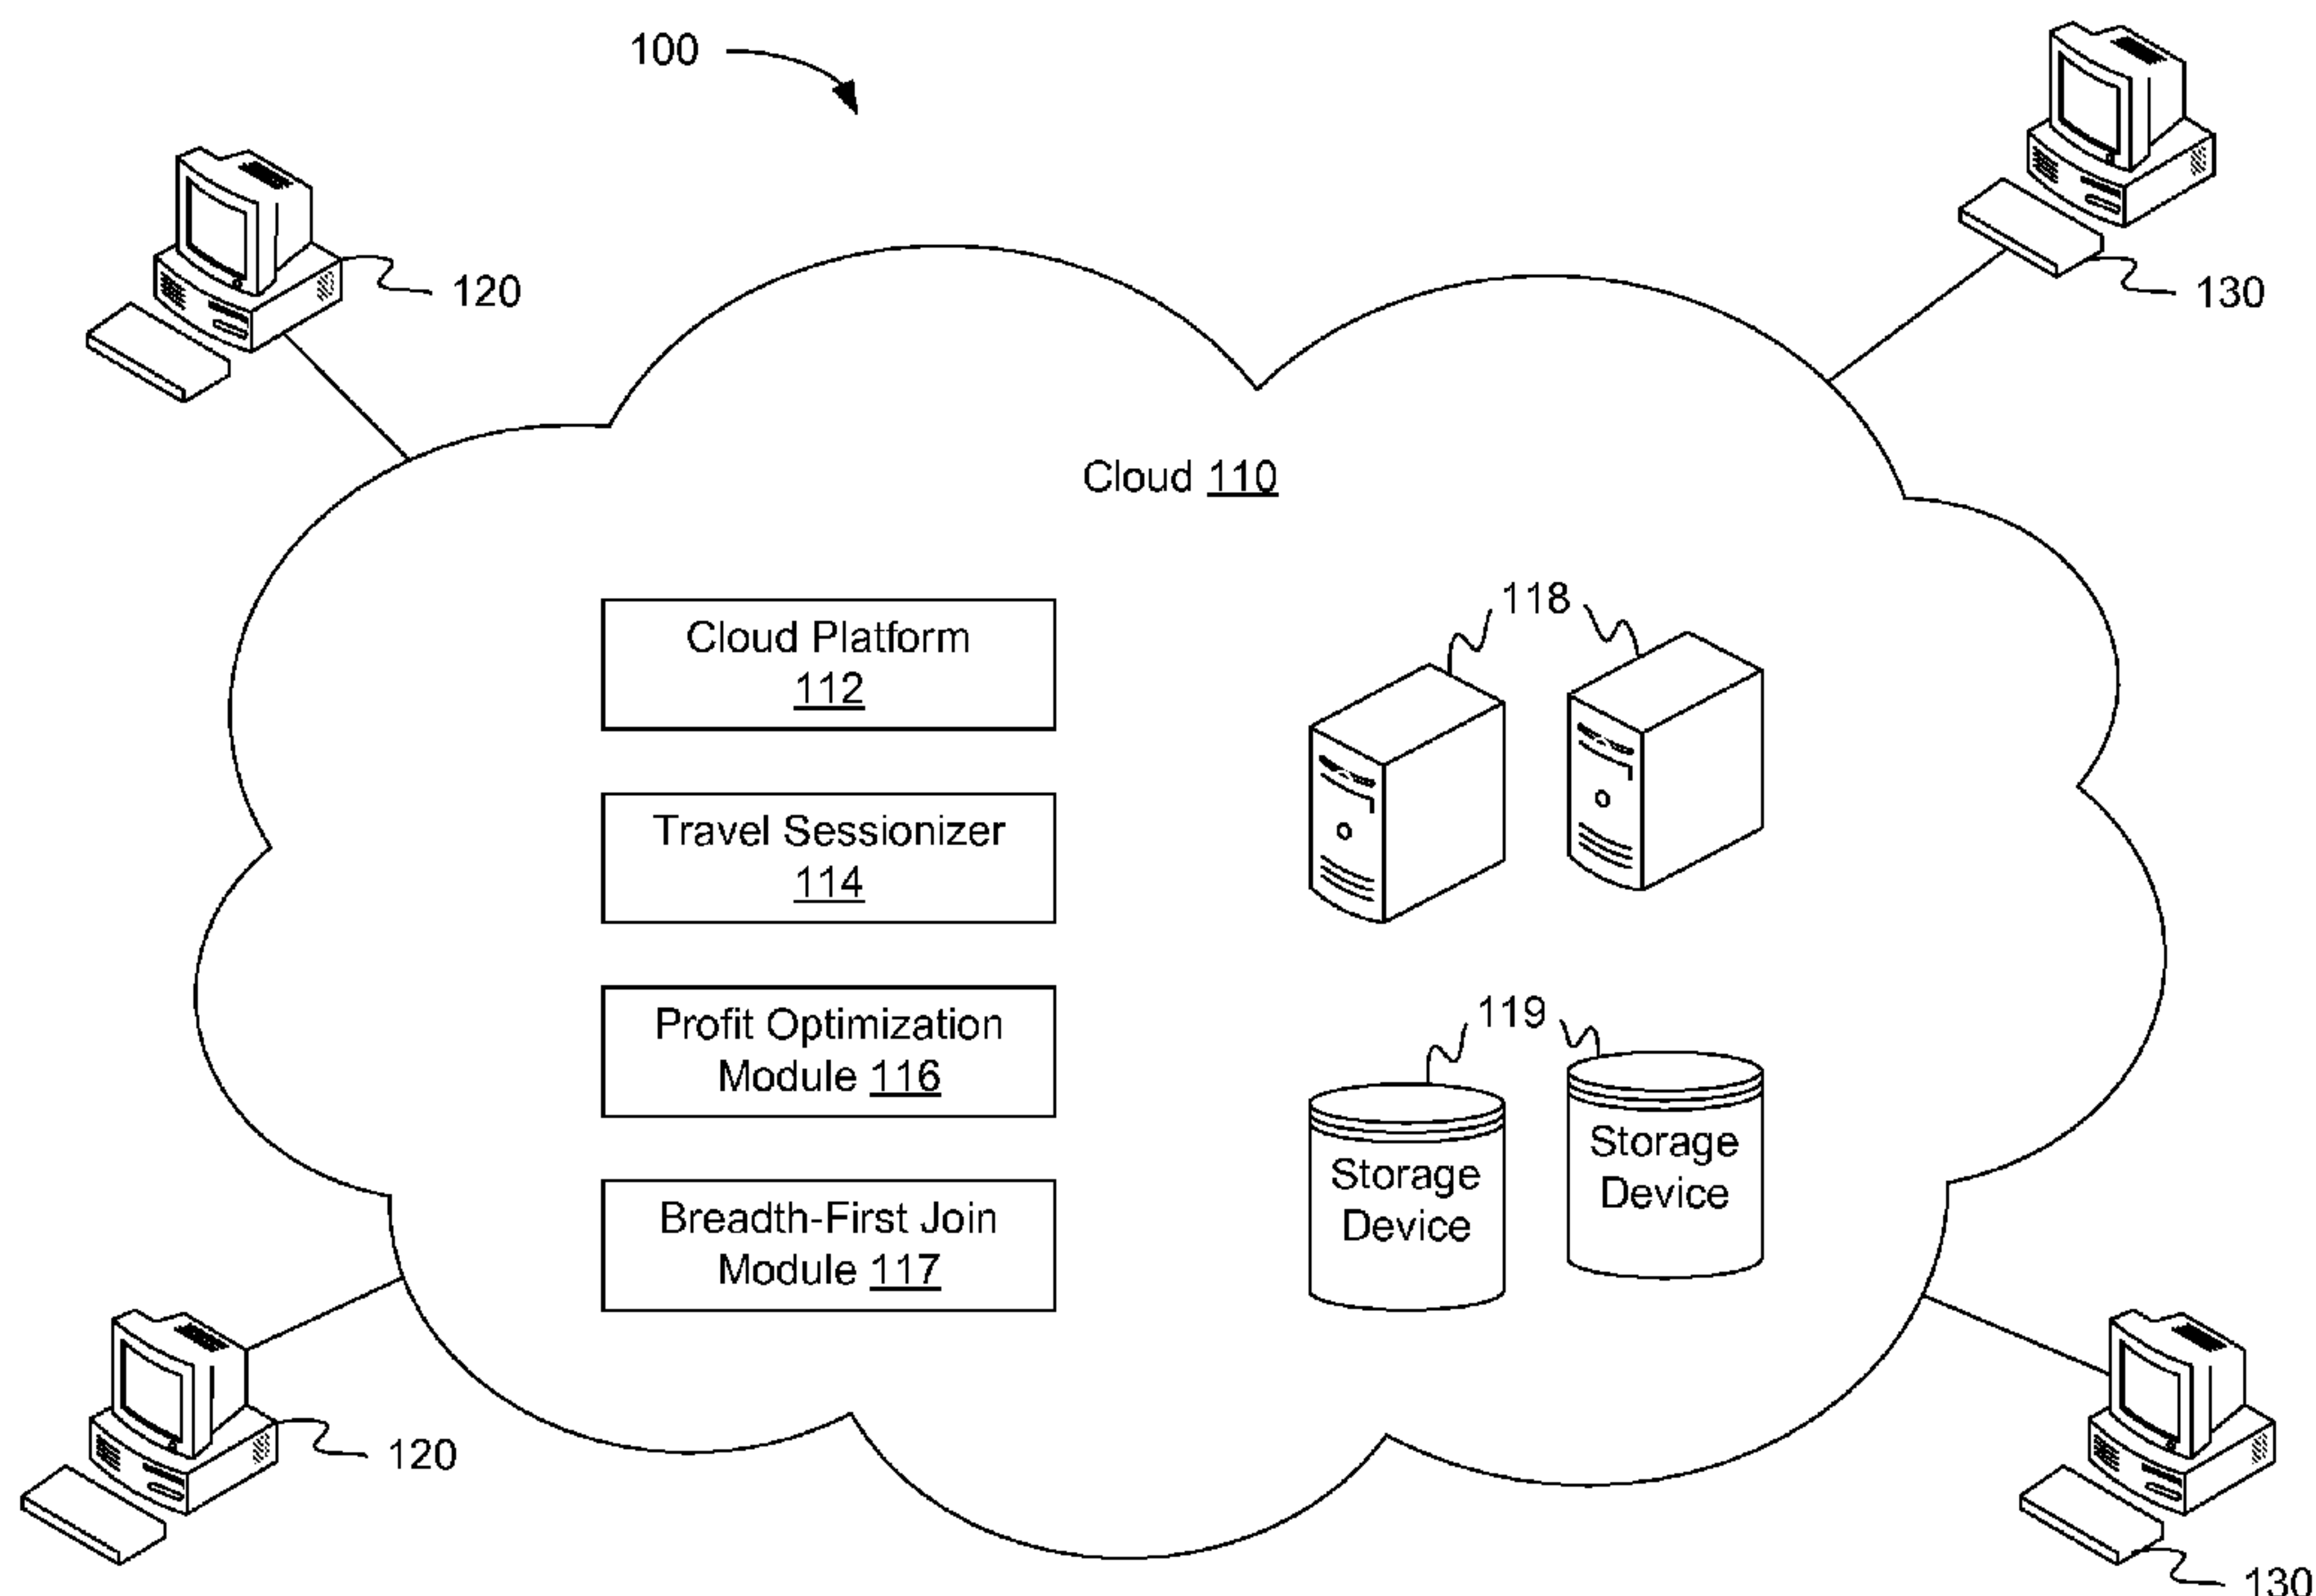 100
120
130
Cloud 110
118
Cloud Platform
112
Travel Sessionizer
114
119
Profit Optimization
Module 116
Storage
Device
Storage
Device
Breadth-First Join
Module 117
120
130